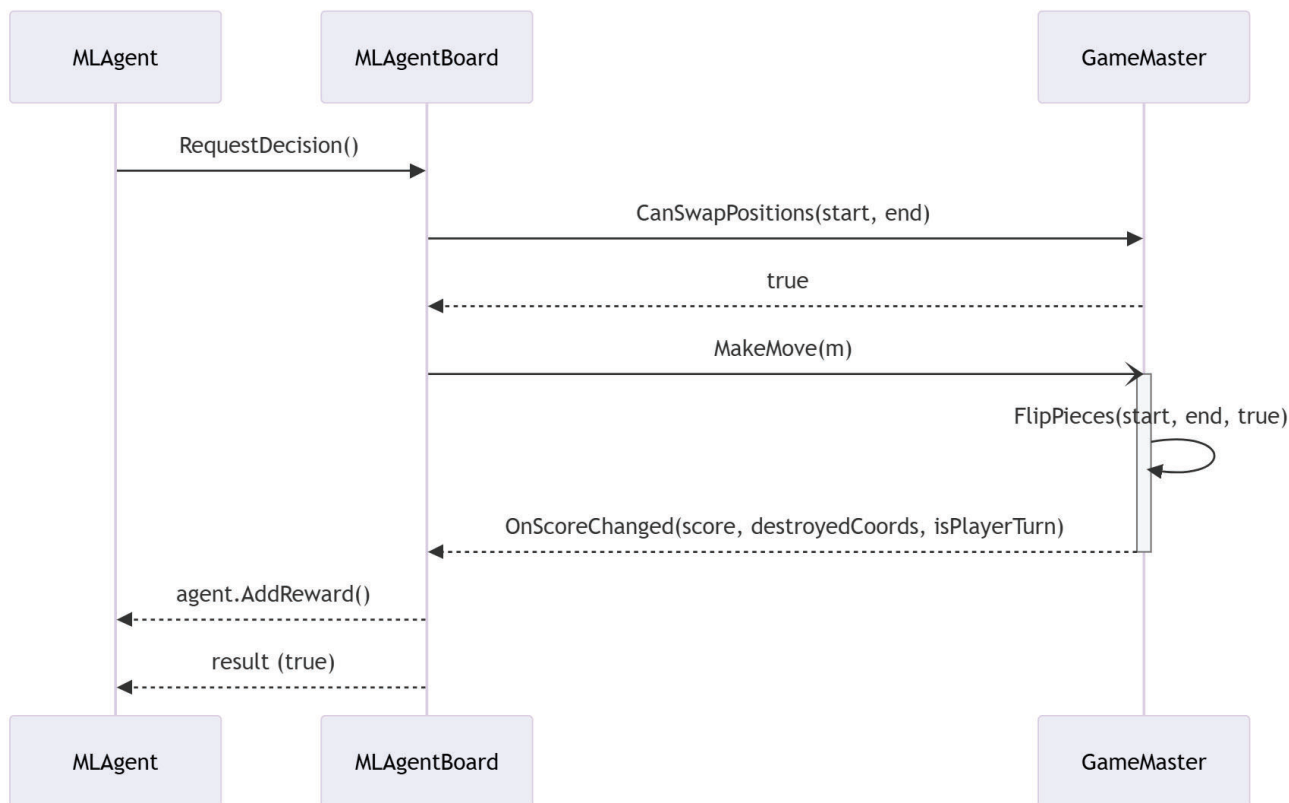 MLAgent
MLAgentBoard
GameMaster
RequestDecision()
CanSwapPositions(start, end)
true
MakeMove(m)
FlipPieces(start, end, true)
OnScoreChanged(score, destroyedCoords, isPlayerTurn)
agent.AddReward()
result (true)
MLAgent
MLAgentBoard
GameMaster